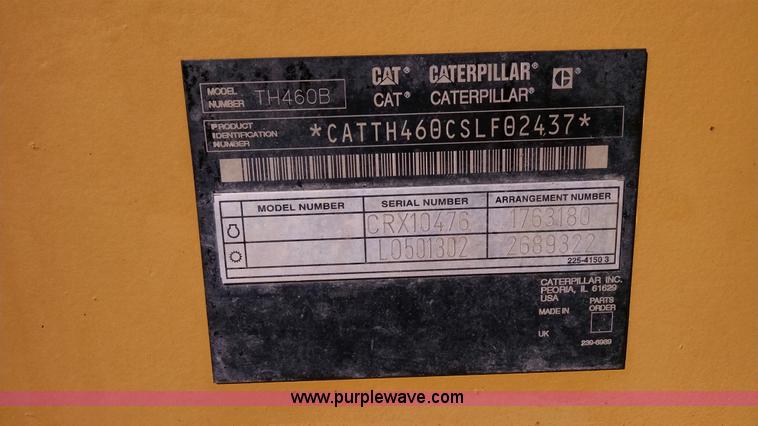 MODEL NUMBER TH460B
CAT® CATERPILLAR® C®
CAT® CATERPILLAR®
PRODUCT IDENTIFICATION NUMBER *CATTH460CSLF02437*
MODEL NUMBER SERIAL NUMBER ARRANGEMENT NUMBER
CRX10476 1763180
L0501302 2689322
225-4150 3
CATERPILLAR INC.
PEORIA, IL 61629
USA
MADE IN
UK
PARTS
ORDER
239-6989
www.purplewave.com